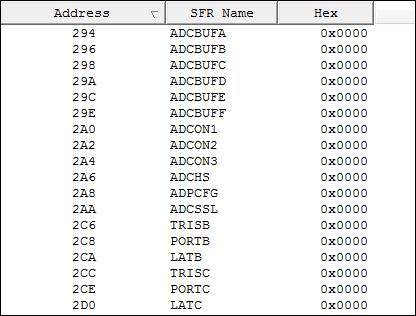 Address SFR Name Hex
294 ADCBUFA 0x0000
296 ADCBUFB 0x0000
298 ADCBUFC 0x0000
29A ADCBUFD 0x0000
29C ADCBUFE 0x0000
29E ADCBUFF 0x0000
2A0 ADCON1 0x0000
2A2 ADCON2 0x0000
2A4 ADCON3 0x0000
2A6 ADCHS 0x0000
2A8 ADPCFG 0x0000
2AA ADCSSL 0x0000
2C6 TRISB 0x0000
2C8 PORTB 0x0000
2CA LATB 0x0000
2CC TRISC 0x0000
2CE PORTC 0x0000
2D0 LATC 0x0000